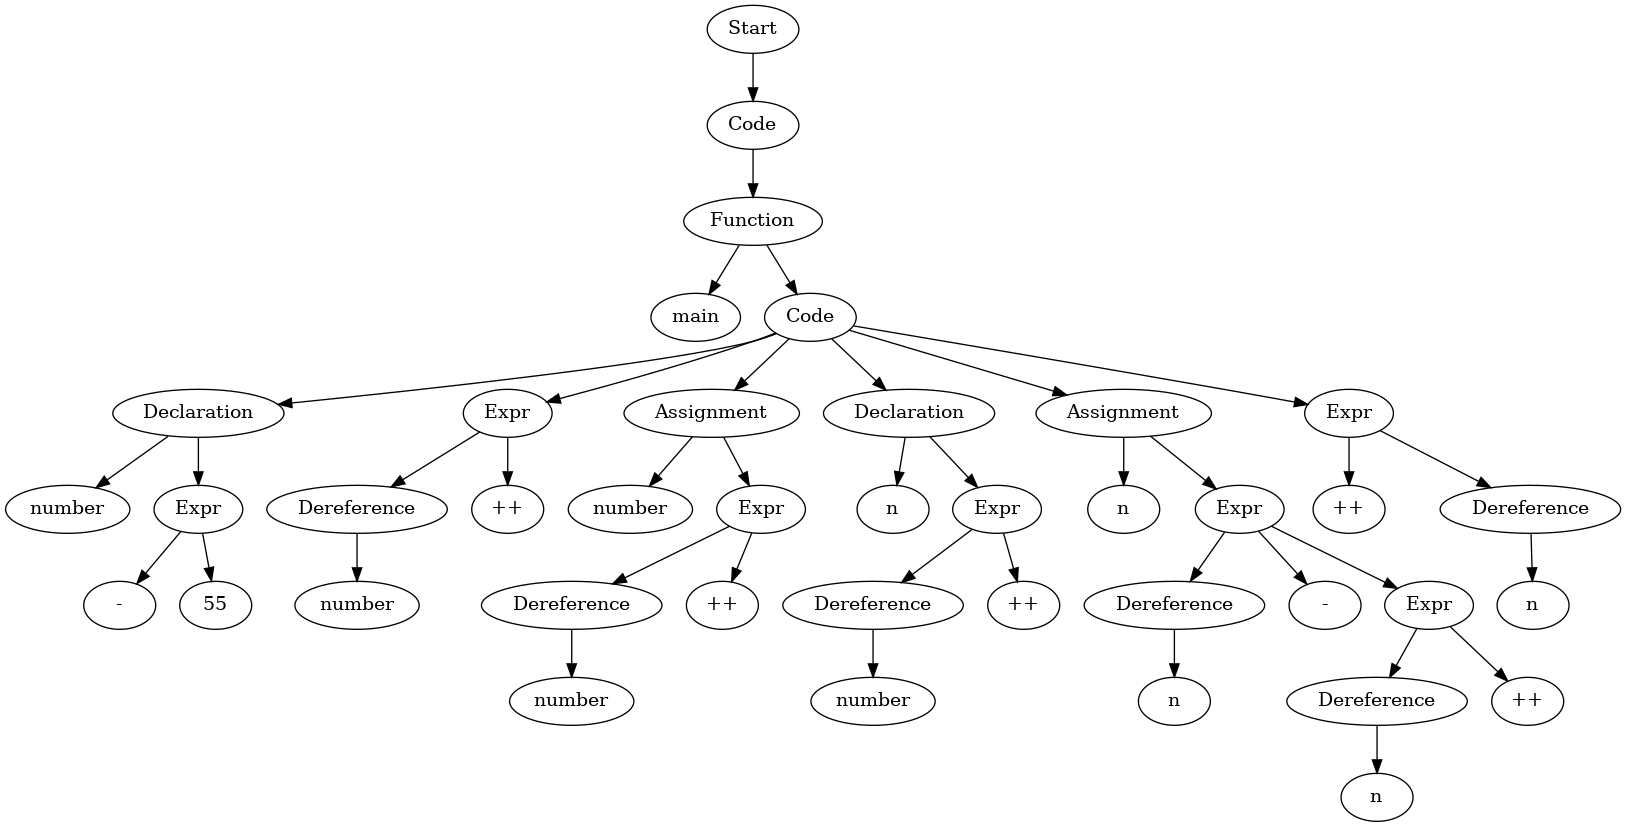 Start
Code
Function
main
Code
Declaration
Expr
Assignment
Declaration
Assignment
Expr
number
Expr
Dereference
++
number
Expr
n
Expr
n
Expr
++
Dereference
-
55
number
Dereference
++
Dereference
++
Dereference
-
Expr
n
number
number
n
Dereference
++
n